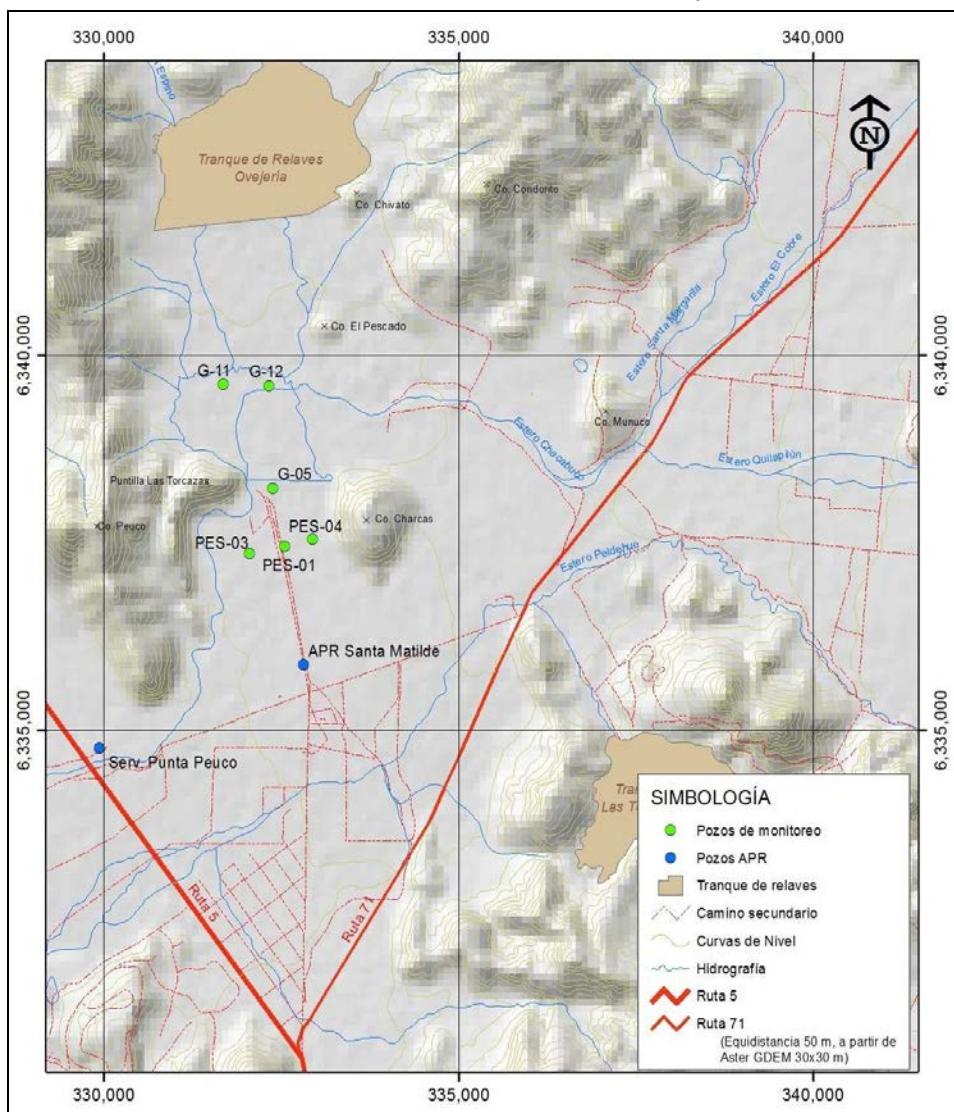 330,000 335,000 340,000
Espino
N
Tranque de Relaves
Ovejería
Co. Chivato
Co. Condorito
Estero El Cobre
Estero Santa Margarita
Co. El Pescado
6,340,000 6,340,000
G-11 G-12
Co. Munuco
Estero Chacabuco
Estero Quilapilún
G-05
Puntilla Las Torcazas
Co. Peuco
Co. Charcas
PES-04
PES-03
PES-01
Estero Peldehue
APR Santa Matilde
6,335,000 6,335,000
Serv. Punta Peuco
Ruta 5
Ruta 71
SIMBOLOGÍA
Pozos de monitoreo
Pozos APR
Tranque de relaves
Camino secundario
Curvas de Nivel
Hidrografía
Ruta 5
Ruta 71
(Equidistancia 50 m, a partir de
Aster GDEM 30x30 m)
330,000 335,000 340,000